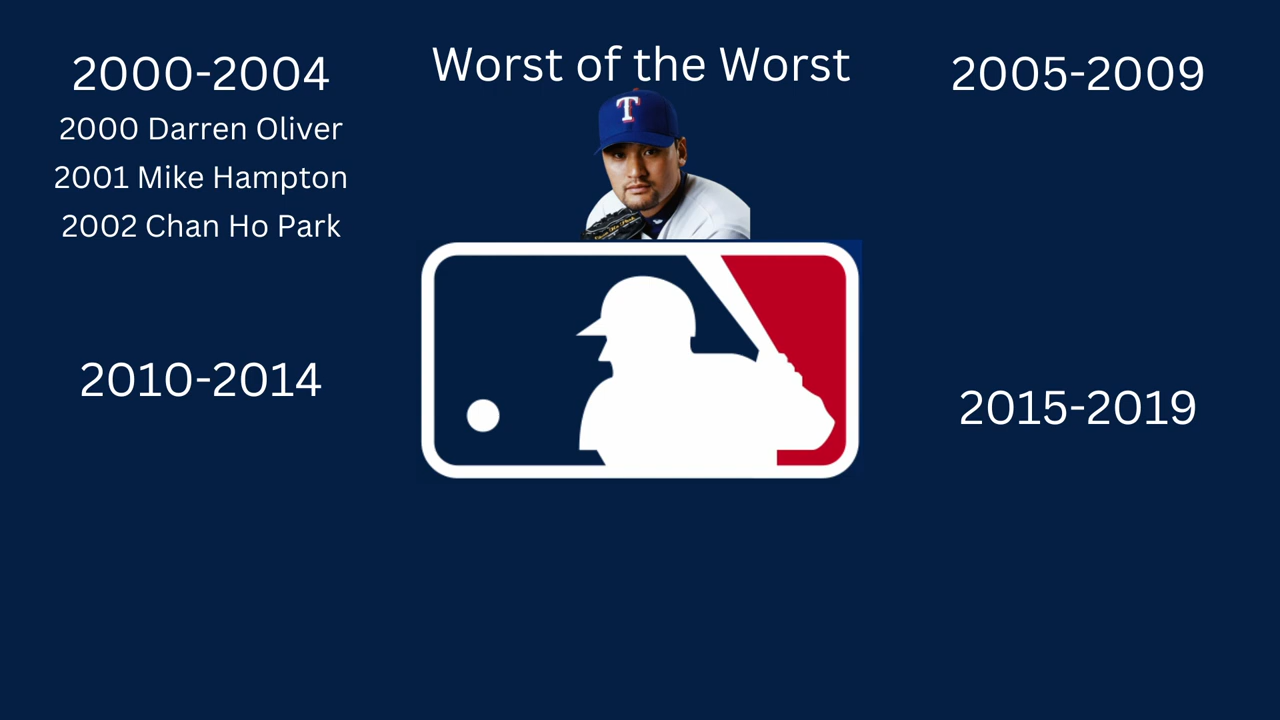 Worst of the Worst
2000-2004
2000 Darren Oliver
2001 Mike Hampton
2002 Chan Ho Park
2005-2009
T
2010-2014
2015-2019